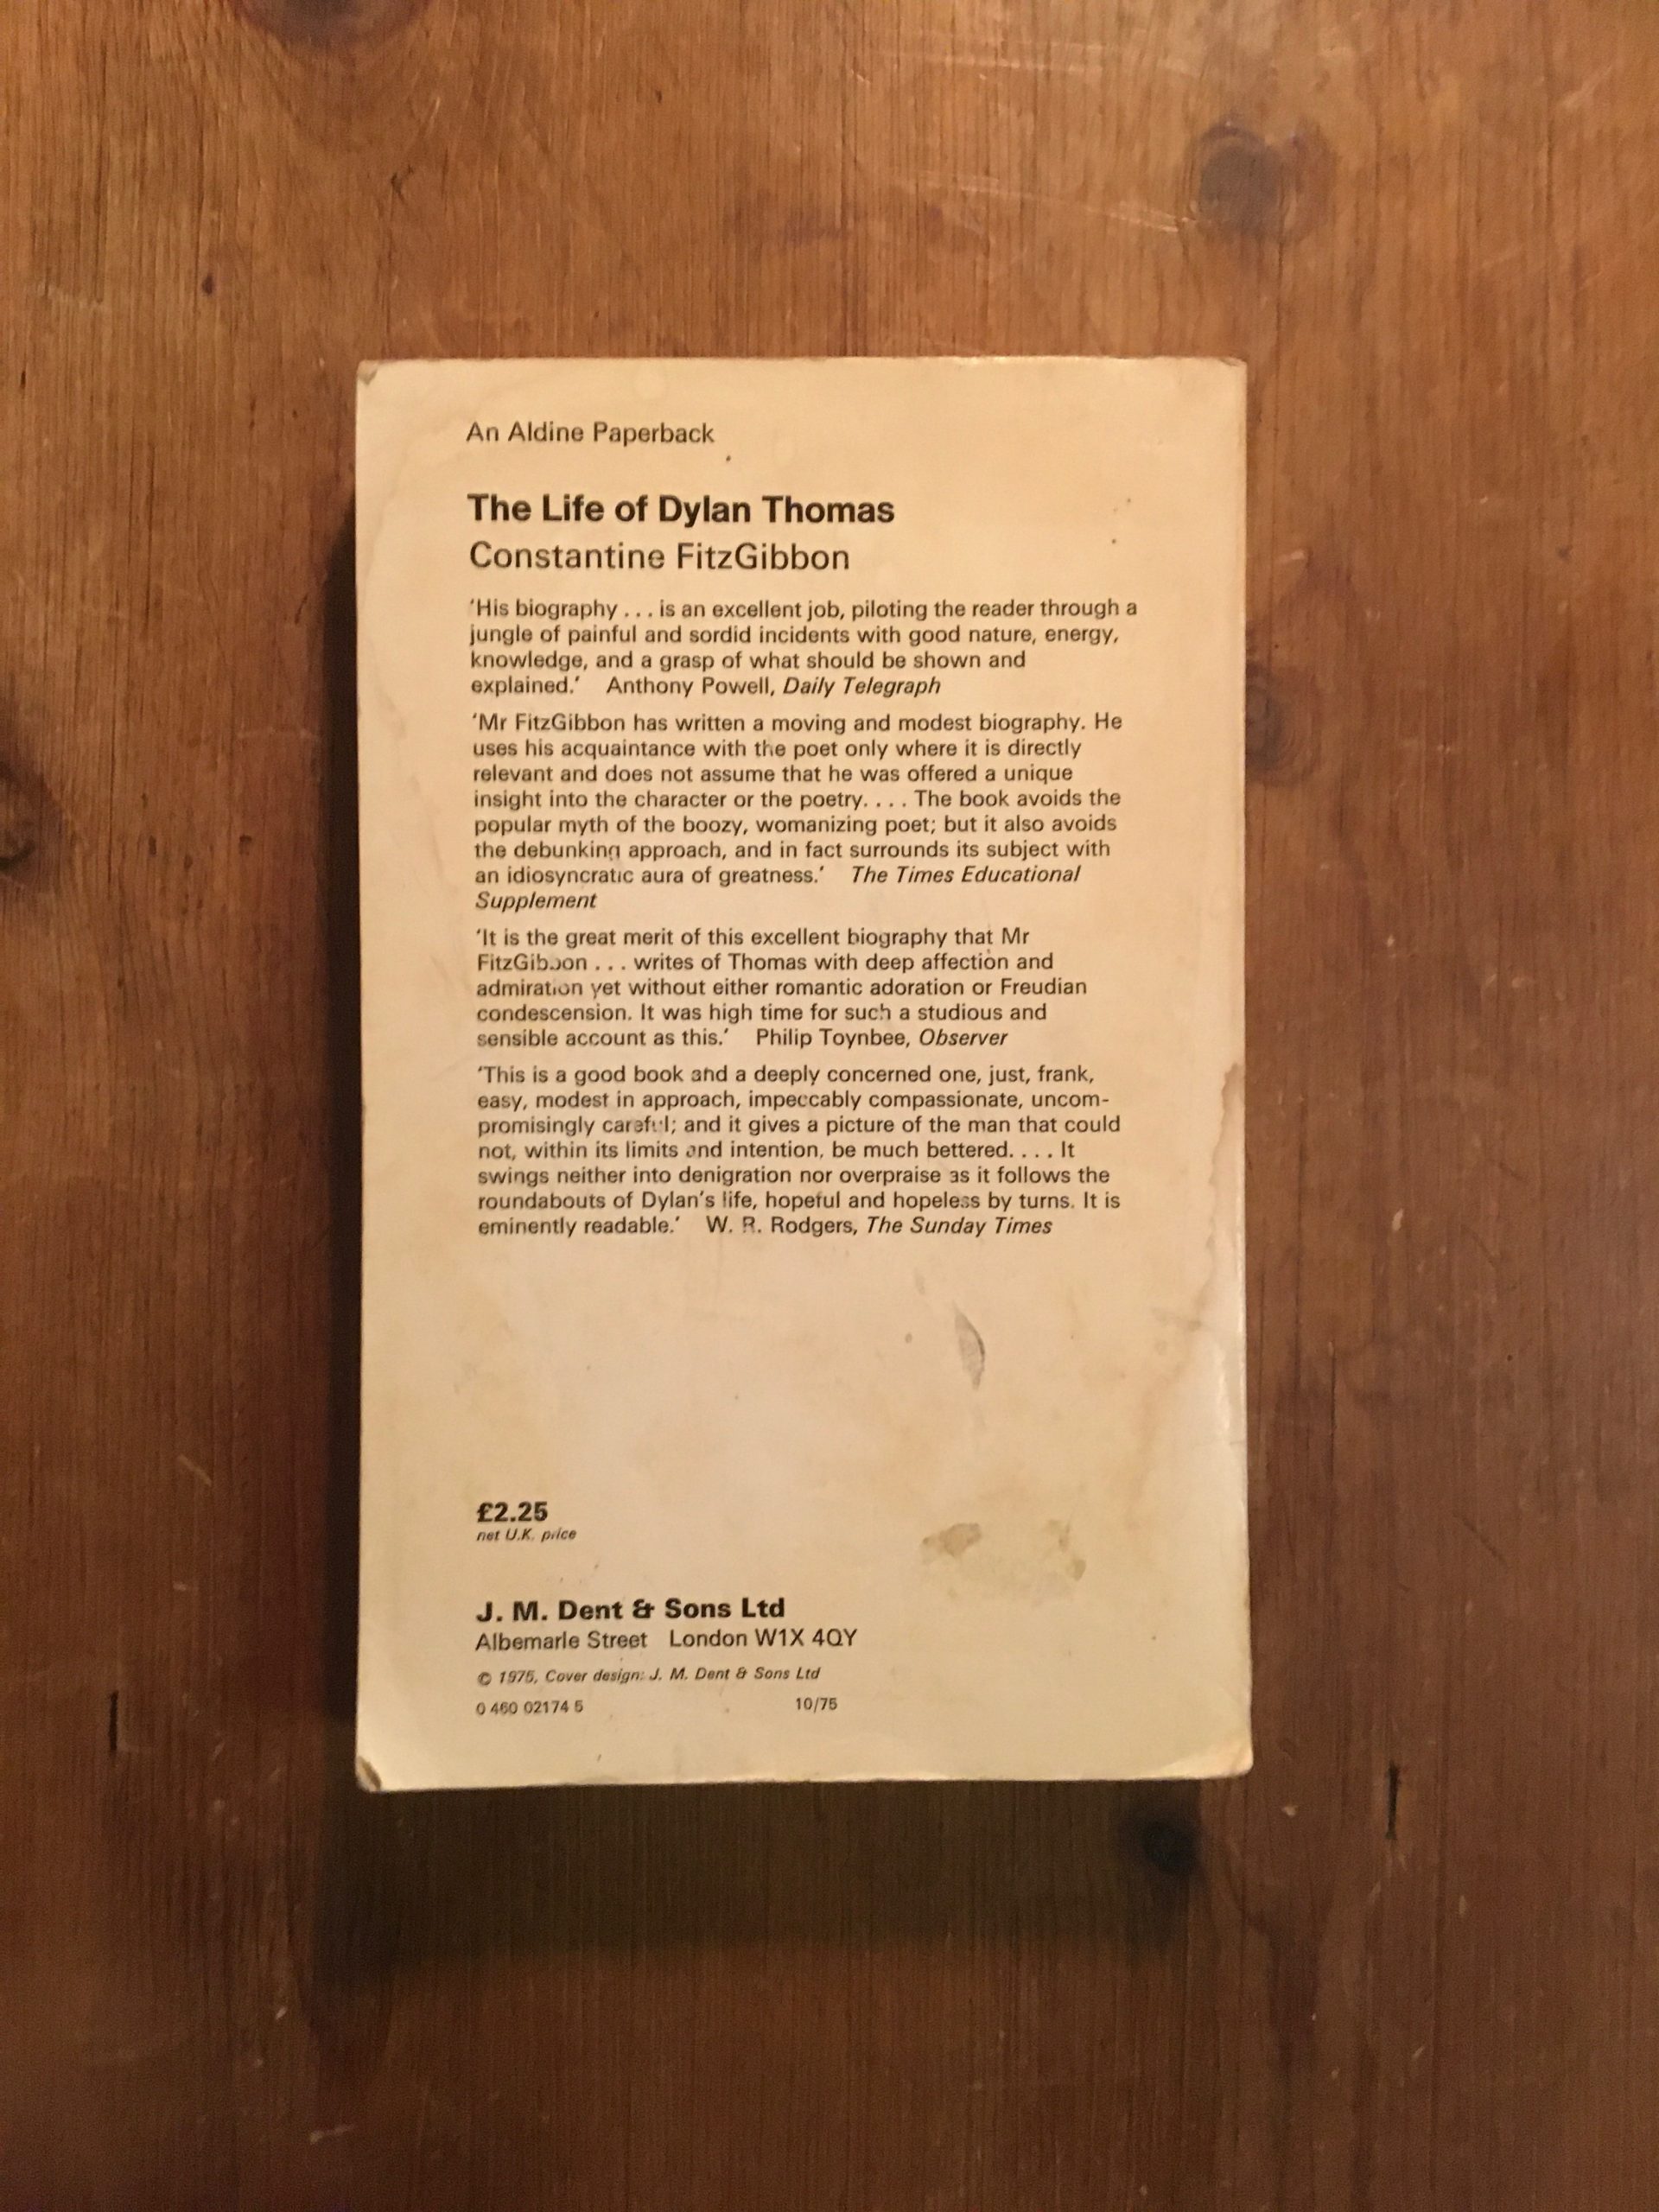 An Aldine Paperback
The Life of Dylan Thomas
Constantine FitzGibbon
‘His biography . . . is an excellent job, piloting the reader through a
jungle of painful and sordid incidents with good nature, energy,
knowledge, and a grasp of what should be shown and
explained.’ Anthony Powell, Daily Telegraph
‘Mr FitzGibbon has written a moving and modest biography. He
uses his acquaintance with the poet only where it is directly
relevant and does not assume that he was offered a unique
insight into the character or the poetry. . . . The book avoids the
popular myth of the boozy, womanizing poet; but it also avoids
the debunking approach, and in fact surrounds its subject with
an idiosyncratic aura of greatness.’ The Times Educational
Supplement
‘It is the great merit of this excellent biography that Mr
FitzGibbon . . . writes of Thomas with deep affection and
admiration yet without either romantic adoration or Freudian
condescension. It was high time for such a studious and
sensible account as this.’ Philip Toynbee, Observer
‘This is a good book and a deeply concerned one, just, frank,
easy, modest in approach, impeccably compassionate, uncom-
promisingly careful; and it gives a picture of the man that could
not, within its limits and intention, be much bettered. . . . It
swings neither into denigration nor overpraise as it follows the
roundabouts of Dylan’s life, hopeful and hopeless by turns. It is
eminently readable.’ W. R. Rodgers, The Sunday Times
£2.25
net U.K. price
J. M. Dent & Sons Ltd
Albemarle Street London W1X 4QY
© 1975, Cover design: J. M. Dent & Sons Ltd
0 460 02174 5 10/75